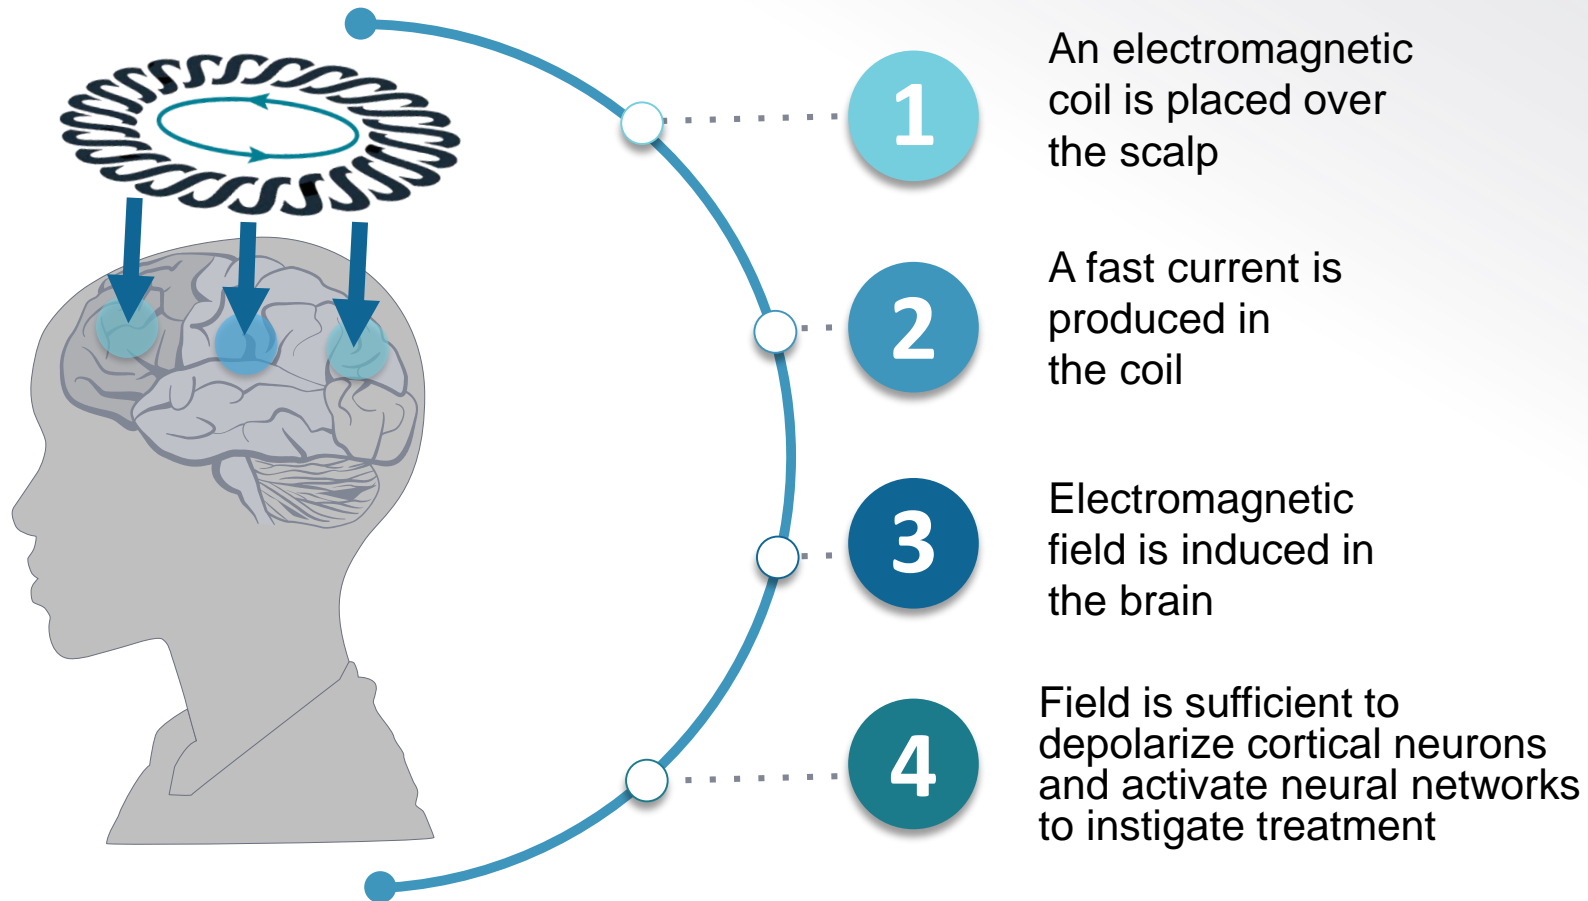 1
An electromagnetic
coil is placed over
the scalp
2
A fast current is
produced in
the coil
3
Electromagnetic
field is induced in
the brain
4
Field is sufficient to
depolarize cortical neurons
and activate neural networks
to instigate treatment